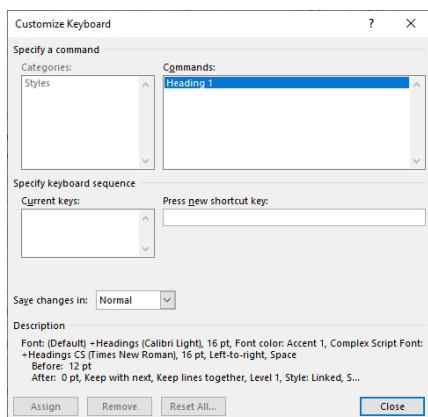 Customize Keyboard
Specify a command
Categories:
Commands:
Styles
Heading 1
Specify keyboard sequence
Current keys:
Press new shortcut key:
Save changes in:
Normal
Description
Font: (Default) +Headings (Calibri Light), 16 pt, Font color: Accent 1, Complex Script Font:
+Headings CS (Times New Roman), 16 pt, Left-to-right, Space
Before: 12 pt
After: 0 pt, Keep with next, Keep lines together, Level 1, Style: Linked, S...
Assign
Remove
Reset All...
Close